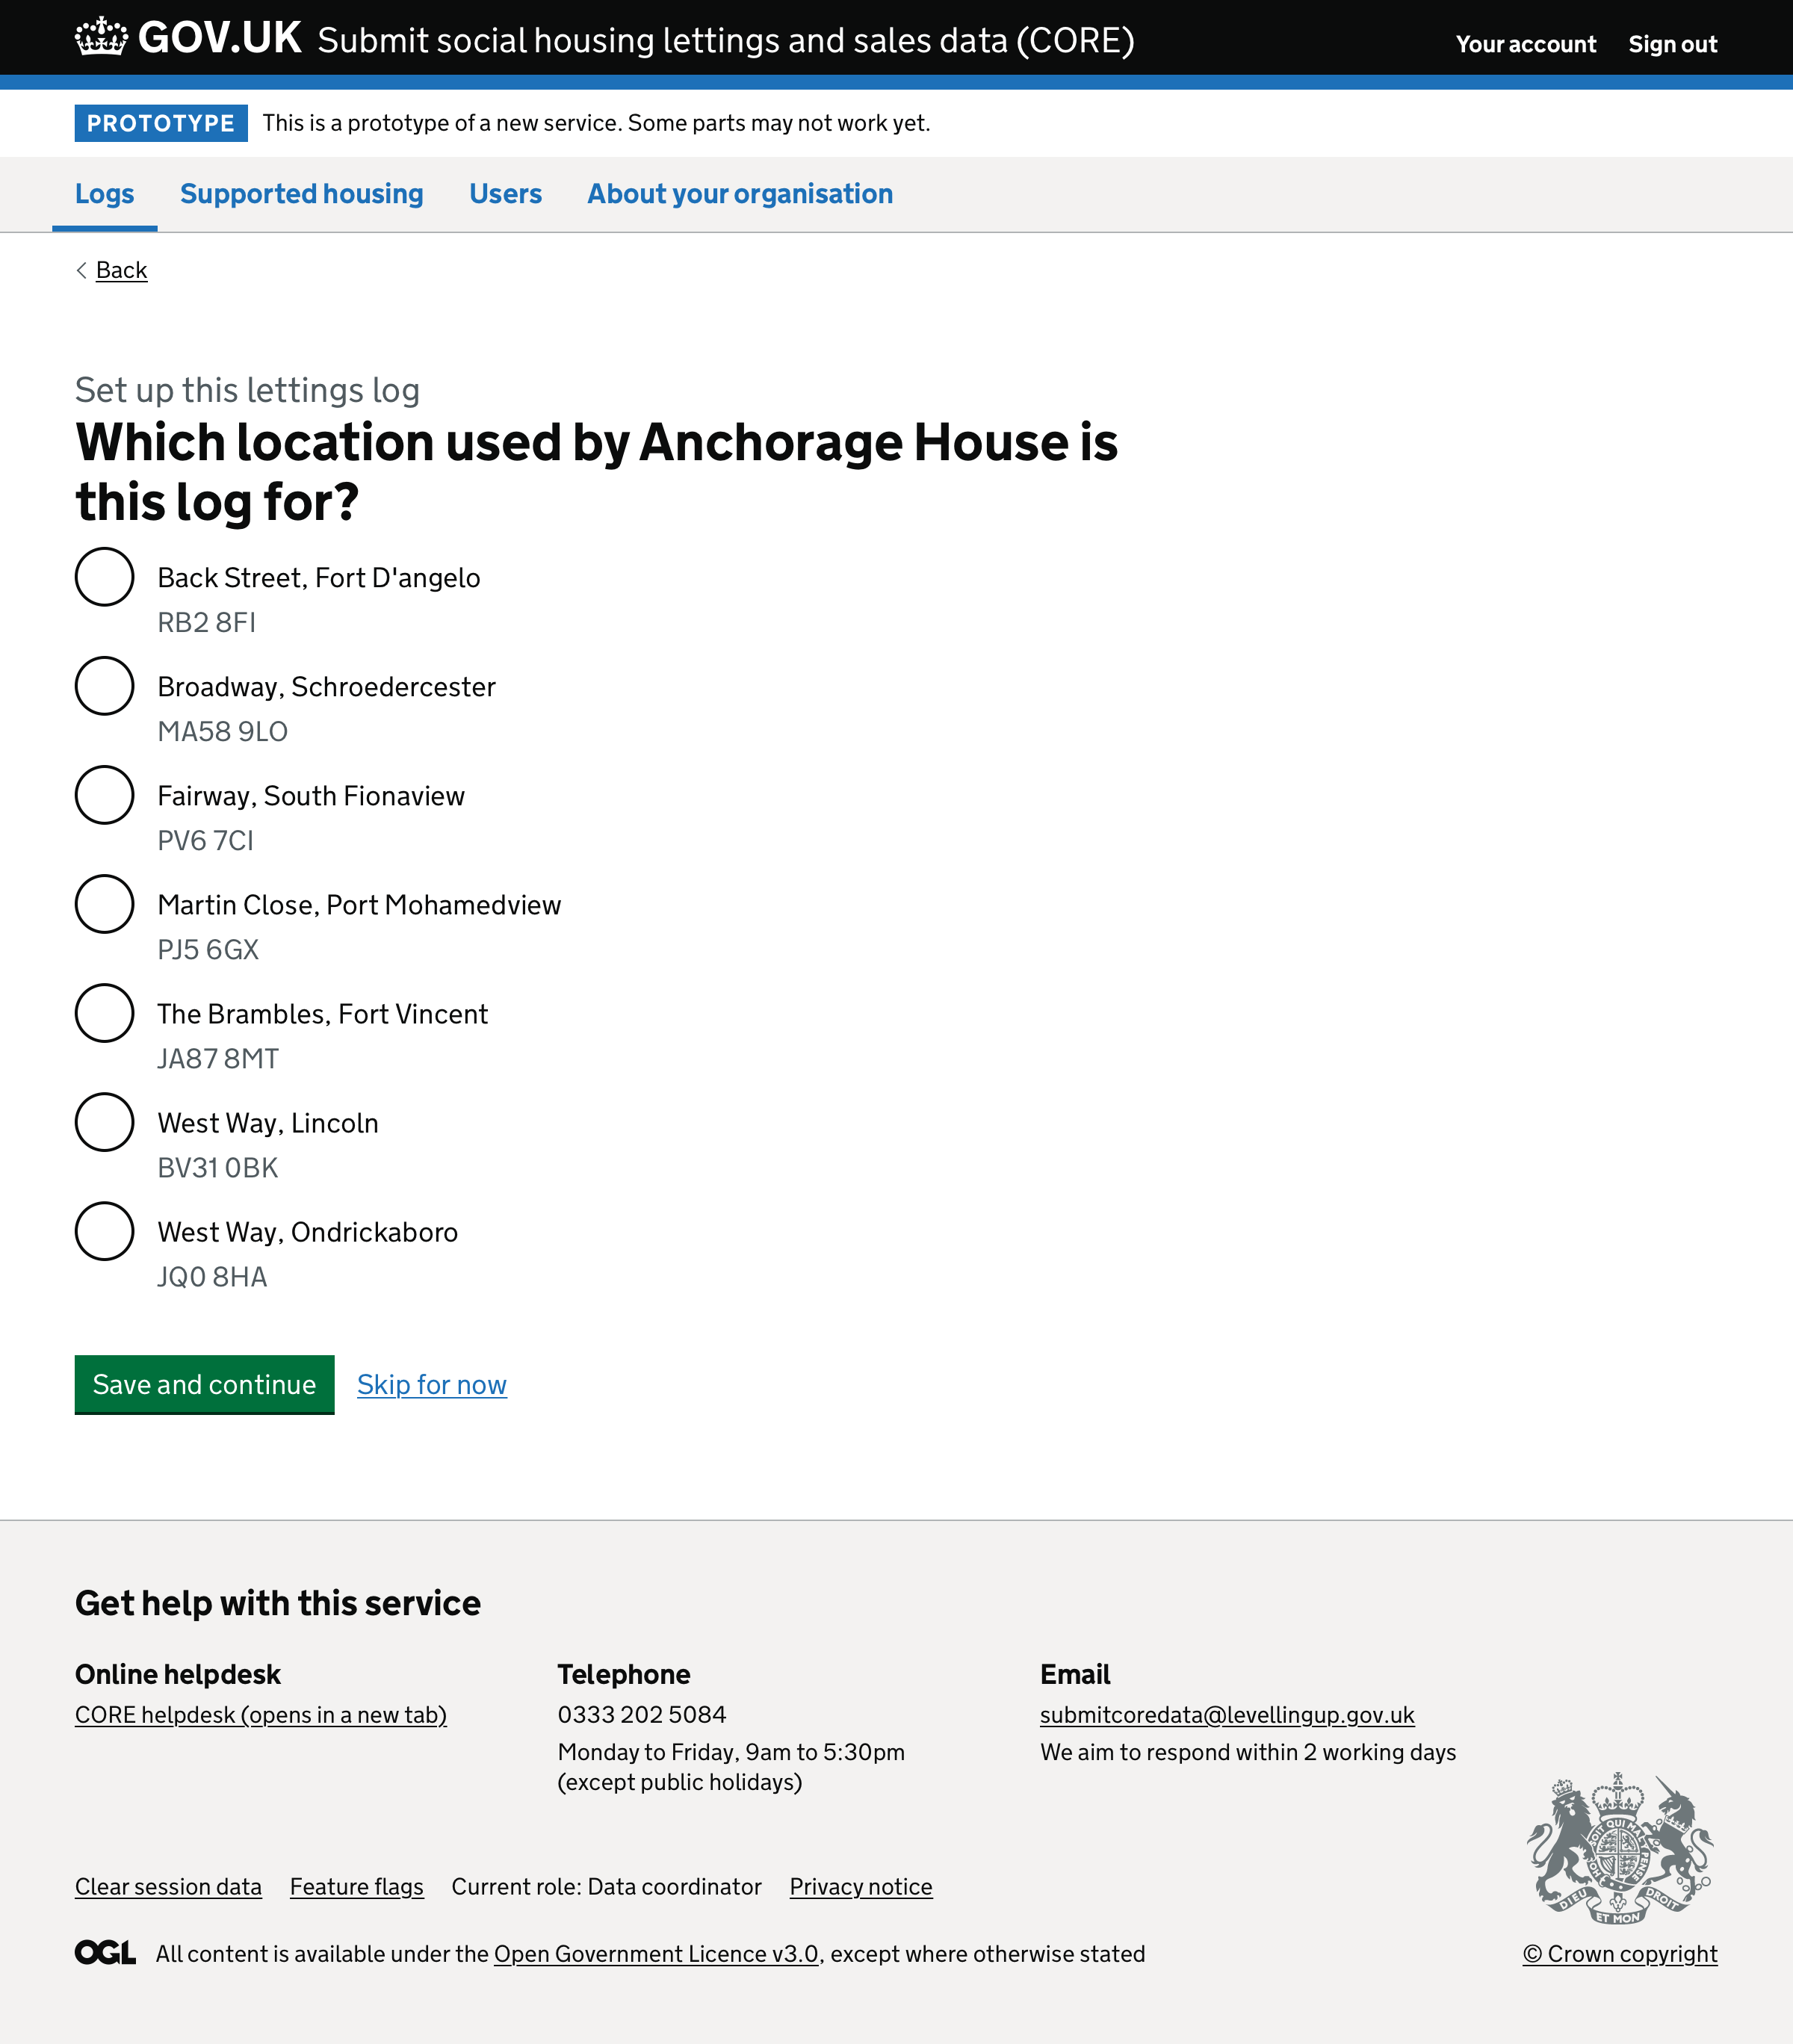 GOV.UK Submit social housing lettings and sales data (CORE) Your account Sign out
PROTOTYPE This is a prototype of a new service. Some parts may not work yet.
Logs Supported housing Users About your organisation
Back
Set up this lettings log
Which location used by Anchorage House is
this log for?
Back Street, Fort D'angelo
RB2 8FI
Broadway, Schroedercester
MA58 9LO
Fairway, South Fionaview
PV6 7CI
Martin Close, Port Mohamedview
PJ5 6GX
The Brambles, Fort Vincent
JA87 8MT
West Way, Lincoln
BV31 0BK
West Way, Ondrickaboro
JQ0 8HA
Save and continue Skip for now
Get help with this service
Online helpdesk
CORE helpdesk (opens in a new tab)
Telephone
0333 202 5084
Monday to Friday, 9am to 5:30pm
(except public holidays)
Email
submitcoredata@levellingup.gov.uk
We aim to respond within 2 working days
Clear session data Feature flags Current role: Data coordinator Privacy notice
DIEU ET MON DROIT
OGL All content is available under the Open Government Licence v3.0, except where otherwise stated
© Crown copyright